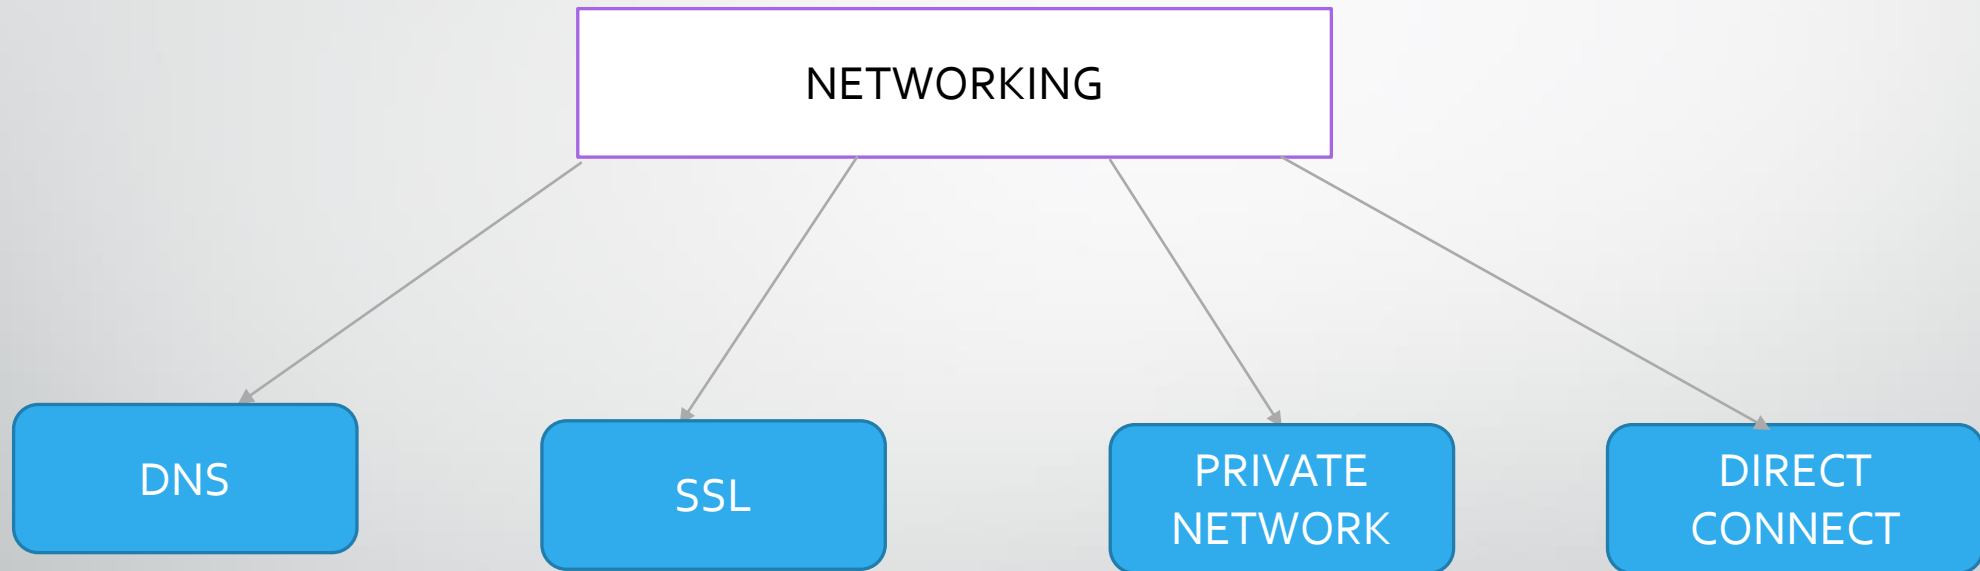 NETWORKING
DNS
SSL
PRIVATE
NETWORK
DIRECT
CONNECT